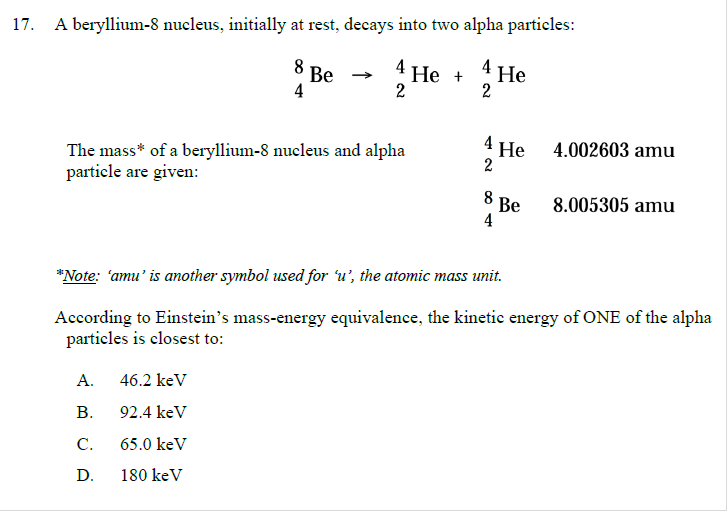 17. A beryllium-8 nucleus, initially at rest, decays into two alpha particles:
8 4 Be → 4 2 He + 4 2 He
The mass* of a beryllium-8 nucleus and alpha
particle are given:
4 2 He 4.002603 amu
8 4 Be 8.005305 amu
*Note: ‘amu’ is another symbol used for ‘u’, the atomic mass unit.
According to Einstein’s mass-energy equivalence, the kinetic energy of ONE of the alpha
particles is closest to:
A. 46.2 keV
B. 92.4 keV
C. 65.0 keV
D. 180 keV